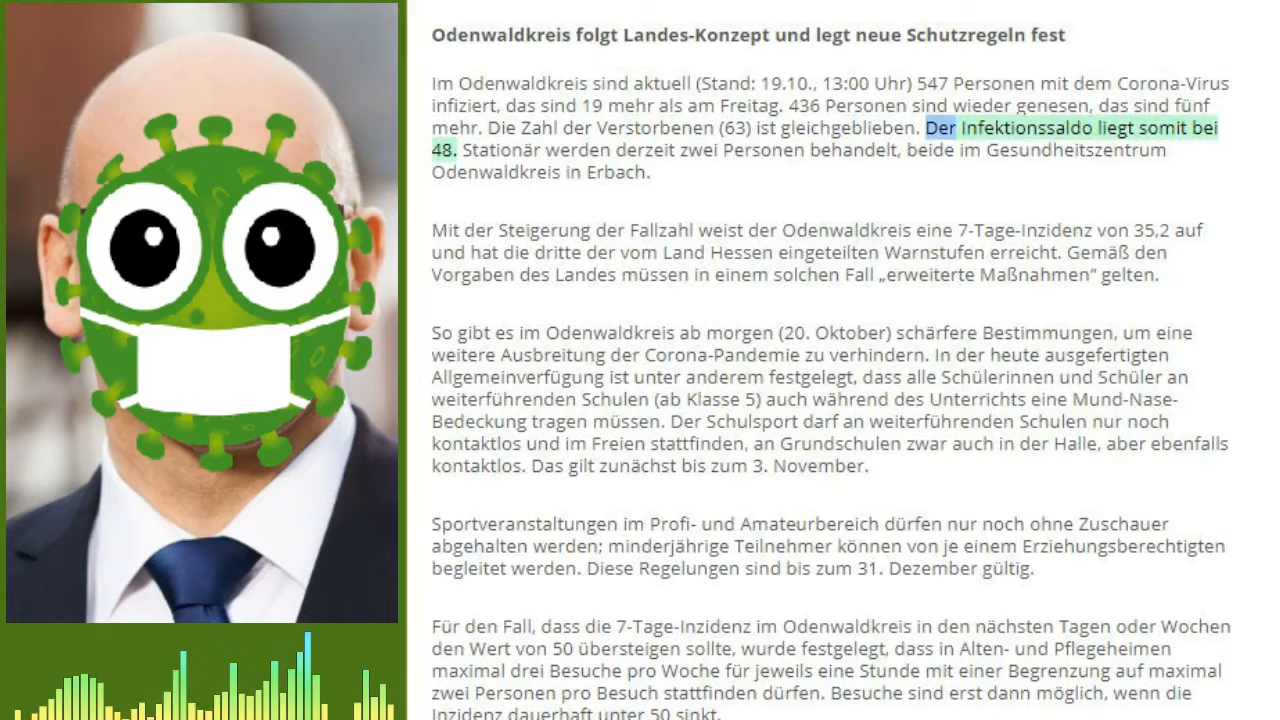 Odenwaldkreis folgt Landes-Konzept und legt neue Schutzregeln fest
Im Odenwaldkreis sind aktuell (Stand: 19.10., 13:00 Uhr) 547 Personen mit dem Corona-Virus
infiziert, das sind 19 mehr als am Freitag. 436 Personen sind wieder genesen, das sind fünf
mehr. Die Zahl der Verstorbenen (63) ist gleichgeblieben. Der Infektionssaldo liegt somit bei
48. Stationär werden derzeit zwei Personen behandelt, beide im Gesundheitszentrum
Odenwaldkreis in Erbach.
Mit der Steigerung der Fallzahl weist der Odenwaldkreis eine 7-Tage-Inzidenz von 35,2 auf
und hat die dritte der vom Land Hessen eingeteilten Warnstufen erreicht. Gemäß den
Vorgaben des Landes müssen in einem solchen Fall „erweiterte Maßnahmen“ gelten.
So gibt es im Odenwaldkreis ab morgen (20. Oktober) schärfere Bestimmungen, um eine
weitere Ausbreitung der Corona-Pandemie zu verhindern. In der heute ausgefertigten
Allgemeinverfügung ist unter anderem festgelegt, dass alle Schülerinnen und Schüler an
weiterführenden Schulen (ab Klasse 5) auch während des Unterrichts eine Mund-Nase-
Bedeckung tragen müssen. Der Schulsport darf an weiterführenden Schulen nur noch
kontaktlos und im Freien stattfinden, an Grundschulen zwar auch in der Halle, aber ebenfalls
kontaktlos. Das gilt zunächst bis zum 3. November.
Sportveranstaltungen im Profi- und Amateurbereich dürfen nur noch ohne Zuschauer
abgehalten werden; minderjährige Teilnehmer können von je einem Erziehungsberechtigten
begleitet werden. Diese Regelungen sind bis zum 31. Dezember gültig.
Für den Fall, dass die 7-Tage-Inzidenz im Odenwaldkreis in den nächsten Tagen oder Wochen
den Wert von 50 übersteigen sollte, wurde festgelegt, dass in Alten- und Pflegeheimen
maximal drei Besuche pro Woche für jeweils eine Stunde mit einer Begrenzung auf maximal
zwei Personen pro Besuch stattfinden dürfen. Besuche sind erst dann möglich, wenn die
Inzidenz dauerhaft unter 50 sinkt.